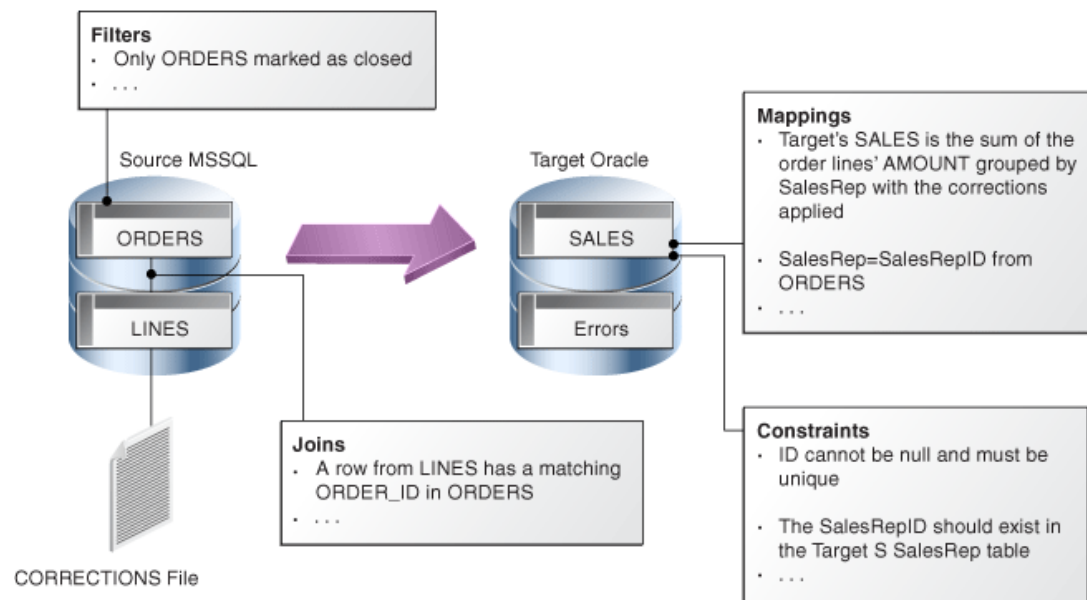 Filters
· Only ORDERS marked as closed
· . . .
Source MSSQL
ORDERS
LINES
CORRECTIONS File
Joins
· A row from LINES has a matching
ORDER_ID in ORDERS
· . . .
Target Oracle
SALES
Errors
Mappings
· Target's SALES is the sum of the
order lines' AMOUNT grouped by
SalesRep with the corrections
applied
· SalesRep=SalesRepID from
ORDERS
· . . .
Constraints
· ID cannot be null and must be
unique
· The SalesRepID should exist in
the Target S SalesRep table
· . . .